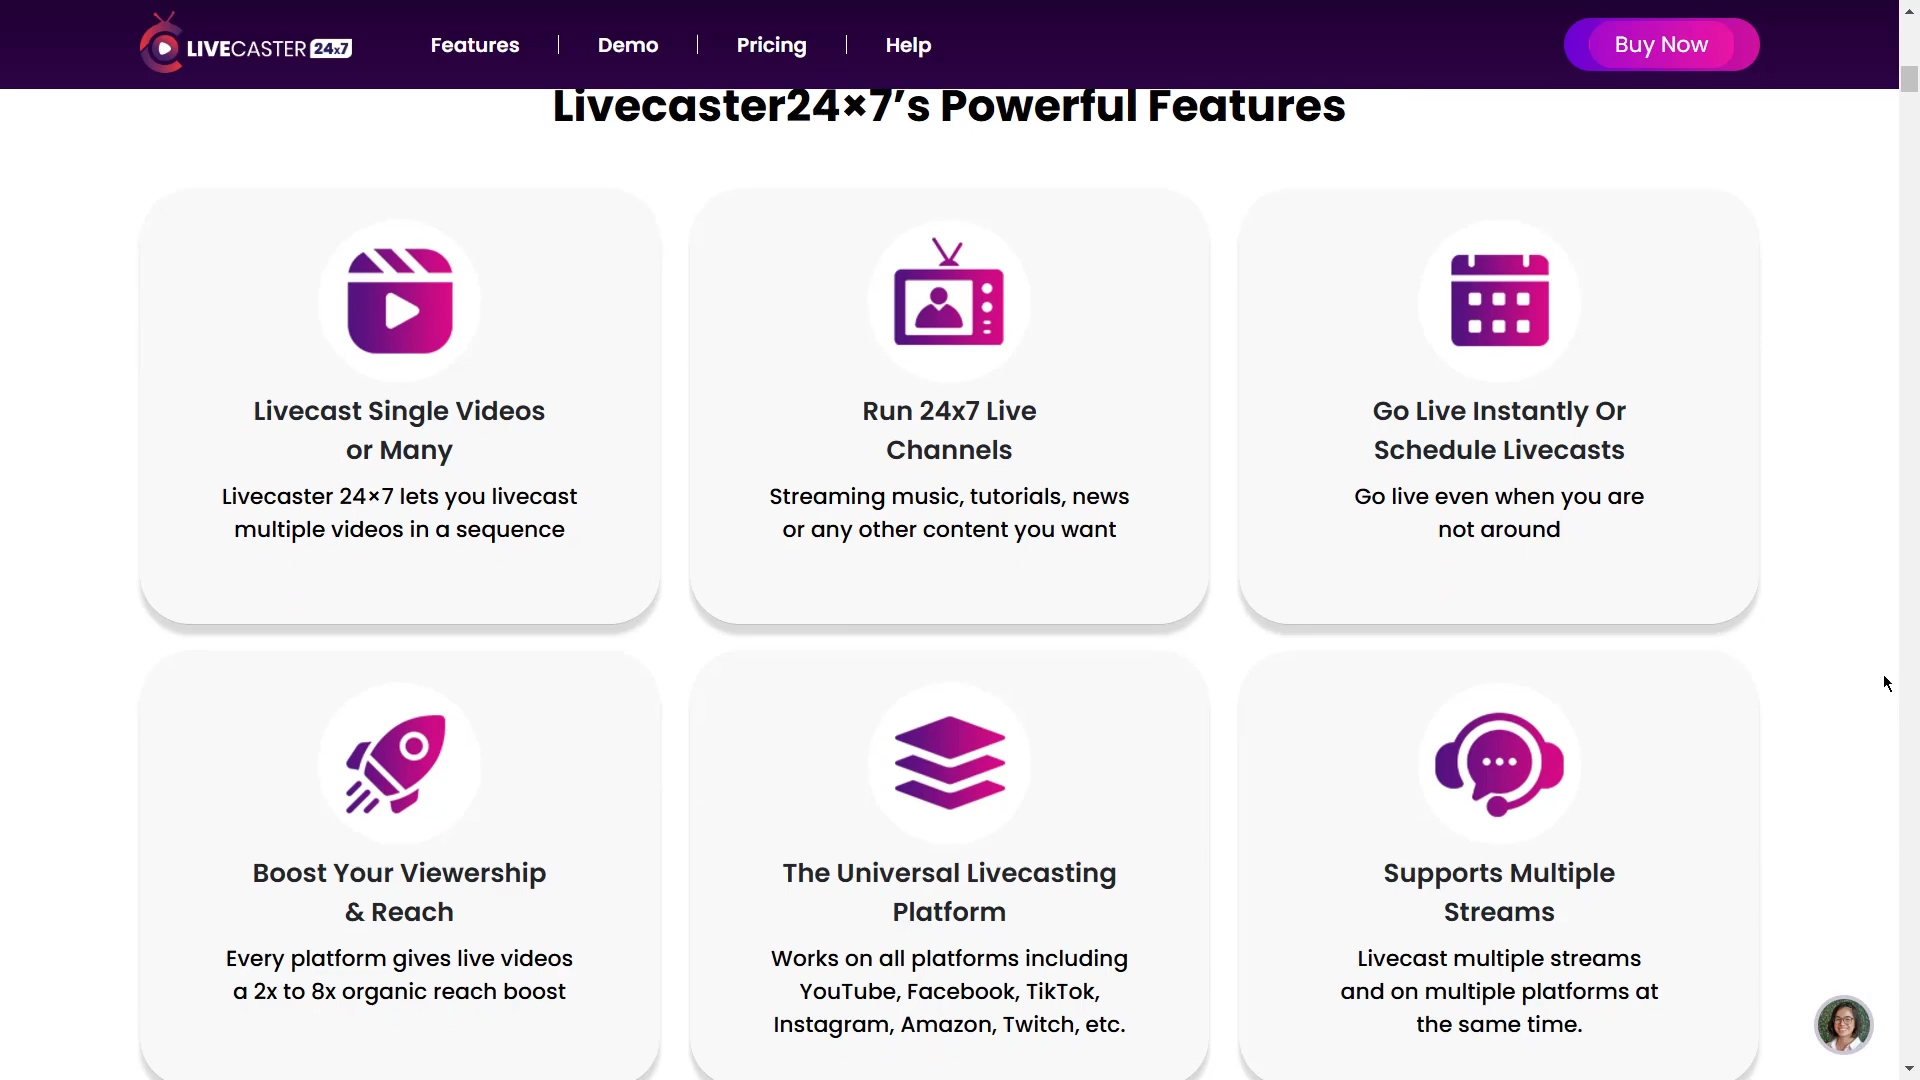 LIVECASTER 24x7
Features
Demo
Pricing
Help
Buy Now
Livecaster24×7’s Powerful Features
Livecast Single Videos
or Many
Livecaster 24×7 lets you livecast
multiple videos in a sequence
Run 24x7 Live
Channels
Streaming music, tutorials, news
or any other content you want
Go Live Instantly Or
Schedule Livecasts
Go live even when you are
not around
Boost Your Viewership
& Reach
Every platform gives live videos
a 2x to 8x organic reach boost
The Universal Livecasting
Platform
Works on all platforms including
YouTube, Facebook, TikTok,
Instagram, Amazon, Twitch, etc.
Supports Multiple
Streams
Livecast multiple streams
and on multiple platforms at
the same time.